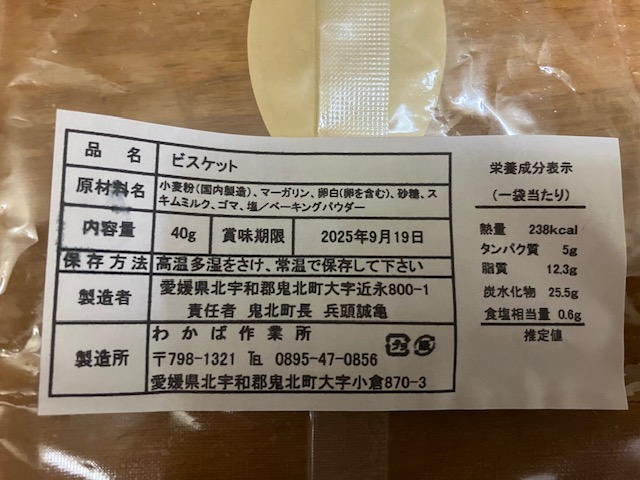 品名 ビスケット
原材料名 小麦粉(国内製造)、マーガリン、卵白(卵を含む)、砂糖、ス
キムミルク、ゴマ、塩／ベーキングパウダー
内容量 40g 賞味期限 2025年9月19日
保存方法 高温多湿をさけ、常温で保存して下さい
製造者 愛媛県北宇和郡鬼北町大字近永800-1
責任者 鬼北町長 兵頭誠亀
製造所 わかば作業所
〒798-1321 ℡ 0895-47-0856
愛媛県北宇和郡鬼北町大字小倉870-3
プラ
栄養成分表示
(一袋当たり)
熱量 238kcal
タンパク質 5g
脂質 12.3g
炭水化物 25.5g
食塩相当量 0.6g
推定値